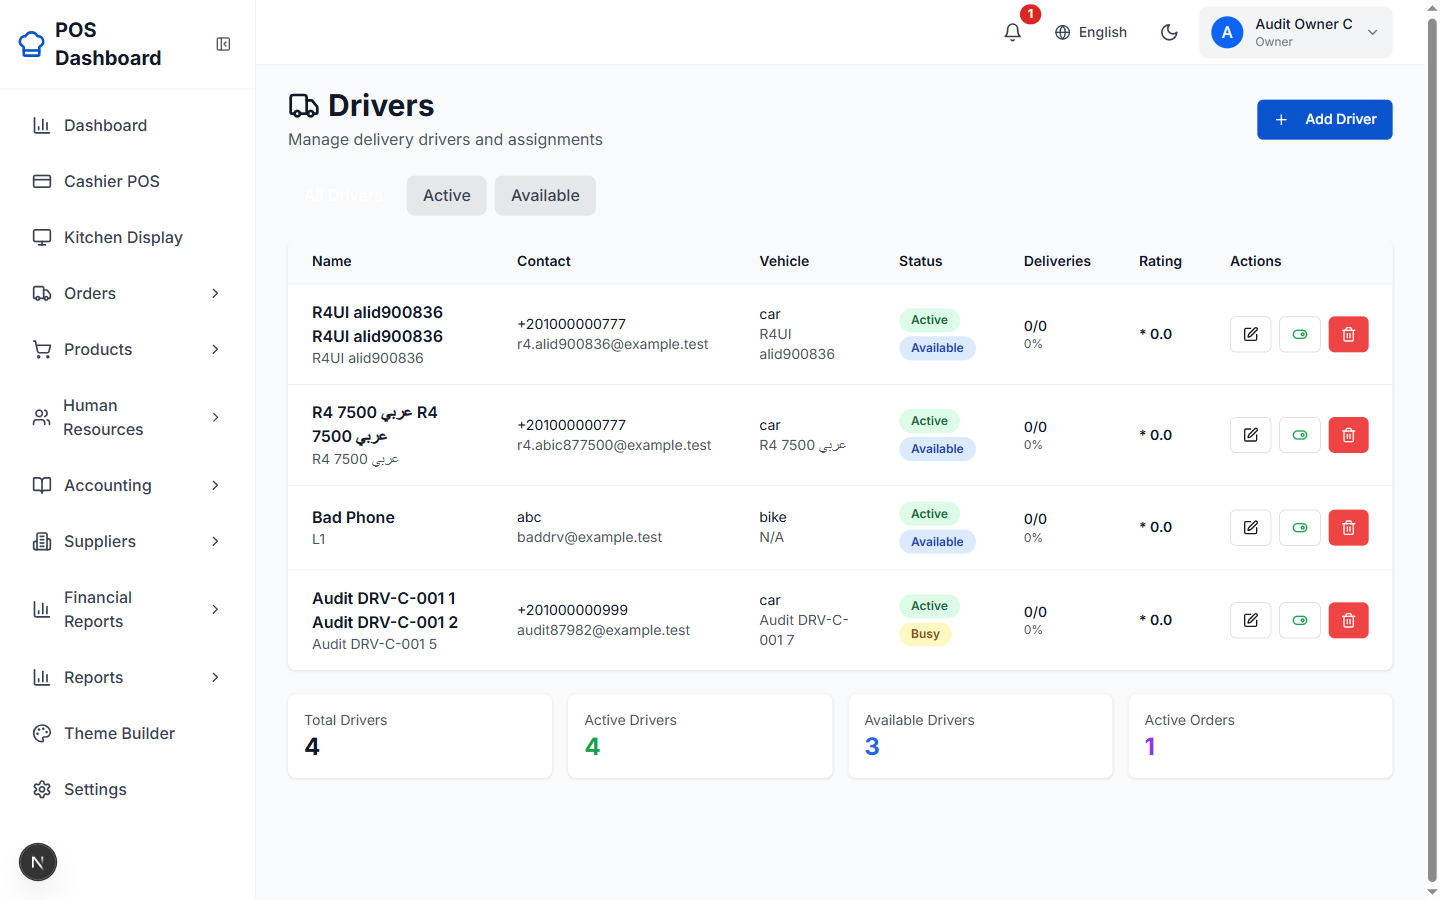 POS
Dashboard
1
English
A
Audit Owner C
Owner
Dashboard
Cashier POS
Kitchen Display
Orders
Products
Human
Resources
Accounting
Suppliers
Financial
Reports
Reports
Theme Builder
Settings
N
Drivers
Manage delivery drivers and assignments
+ Add Driver
All Drivers
Active
Available
Name Contact Vehicle Status Deliveries Rating Actions
R4UI alid900836
R4UI alid900836
R4UI alid900836
+201000000777
r4.alid900836@example.test
car
R4UI
alid900836
Active
Available
0/0
0%
* 0.0
R4 7500 عربي R4
7500 عربي
R4 7500 عربي
+201000000777
r4.abic877500@example.test
car
R4 7500 عربي
Active
Available
0/0
0%
* 0.0
Bad Phone
L1
abc
baddrv@example.test
bike
N/A
Active
Available
0/0
0%
* 0.0
Audit DRV-C-001 1
Audit DRV-C-001 2
Audit DRV-C-001 5
+201000000999
audit87982@example.test
car
Audit DRV-C-
001 7
Active
Busy
0/0
0%
* 0.0
Total Drivers
4
Active Drivers
4
Available Drivers
3
Active Orders
1